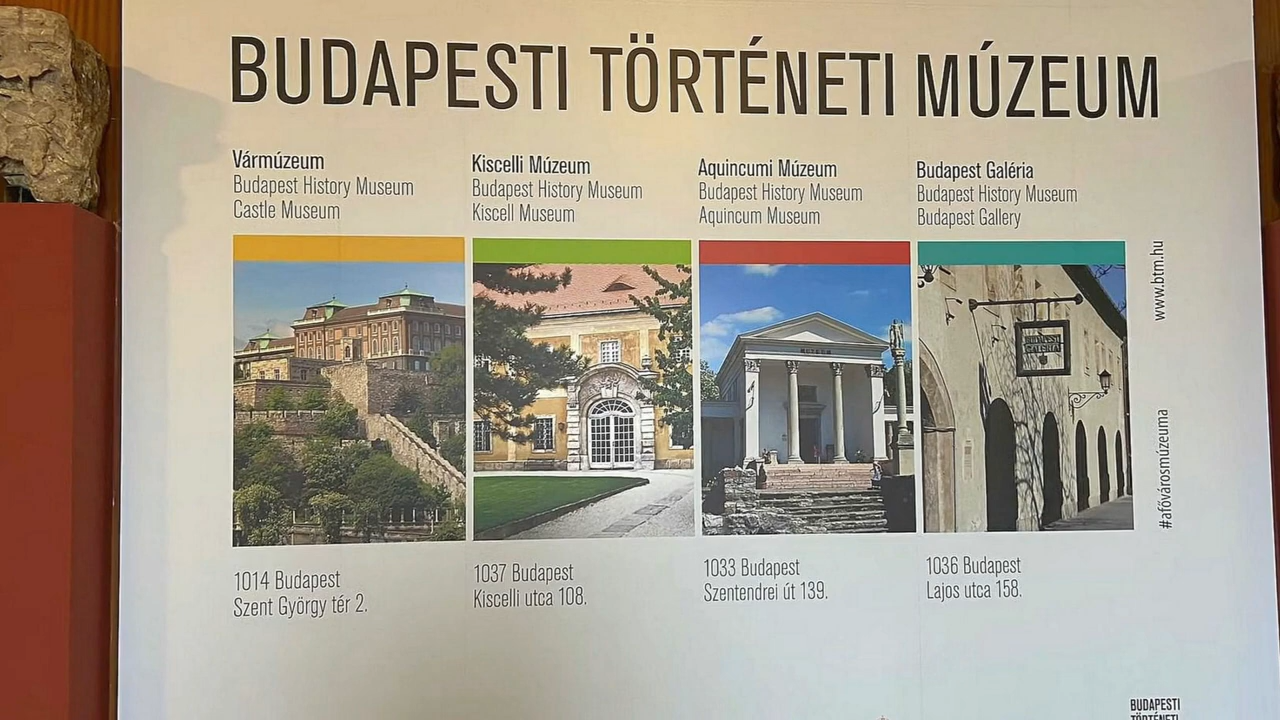 BUDAPESTI TÖRTÉNETI MÚZEUM
Vármúzeum
Budapest History Museum
Castle Museum
Kiscelli Múzeum
Budapest History Museum
Kiscell Museum
Aquincumi Múzeum
Budapest History Museum
Aquincum Museum
Budapest Galéria
Budapest History Museum
Budapest Gallery
MUSEUM
BUDAPEST
GALÉRIA
www.btm.hu
#afővárosmúzeuma
1014 Budapest
Szent György tér 2.
1037 Budapest
Kiscelli utca 108.
1033 Budapest
Szentendrei út 139.
1036 Budapest
Lajos utca 158.
BUDAPESTI
TÖRTÉNETI